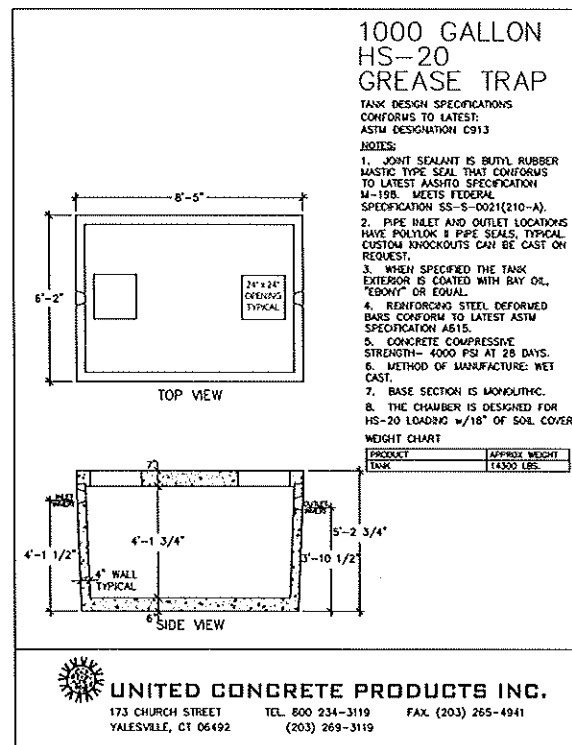 1000 GALLON
HS-20
GREASE TRAP
TANK DESIGN SPECIFICATIONS
CONFORMS TO LATEST:
ASTM DESIGNATION C913
NOTES:
1. JOINT SEALANT IS BUTYL RUBBER
MASTIC TYPE SEAL THAT CONFORMS
TO LATEST AASHTO SPECIFICATION
M-198. MEETS FEDERAL
SPECIFICATION SS-S-0021(210-A).
2. PIPE INLET AND OUTLET LOCATIONS
HAVE POLYLOK II PIPE SEALS, TYPICAL.
CUSTOM KNOCKOUTS CAN BE CAST ON
REQUEST.
3. WHEN SPECIFIED THE TANK
EXTERIOR IS COATED WITH BAY OIL,
"EBONY" OR EQUAL.
4. REINFORCING STEEL DEFORMED
BARS CONFORM TO LATEST ASTM
SPECIFICATION A615.
5. CONCRETE COMPRESSIVE
STRENGTH- 4000 PSI AT 28 DAYS.
6. METHOD OF MANUFACTURE: WET
CAST.
7. BASE SECTION IS MONOLITHIC.
8. THE CHAMBER IS DESIGNED FOR
HS-20 LOADING w/18" OF SOIL COVER
WEIGHT CHART
PRODUCT APPROX WEIGHT
TANK 14300 LBS.
8'-5"
6'-2"
24" x 24"
OPENING
TYPICAL
TOP VIEW
7"
INLET
INVERT
OUTLET
INVERT
4'-1 1/2"
4'-1 3/4"
5'-2 3/4"
3'-10 1/2"
4" WALL
TYPICAL
6"
SIDE VIEW
UNITED CONCRETE PRODUCTS INC.
173 CHURCH STREET TEL. 800 234-3119 FAX. (203) 265-4941
YALESVILLE, CT 06492 (203) 269-3119